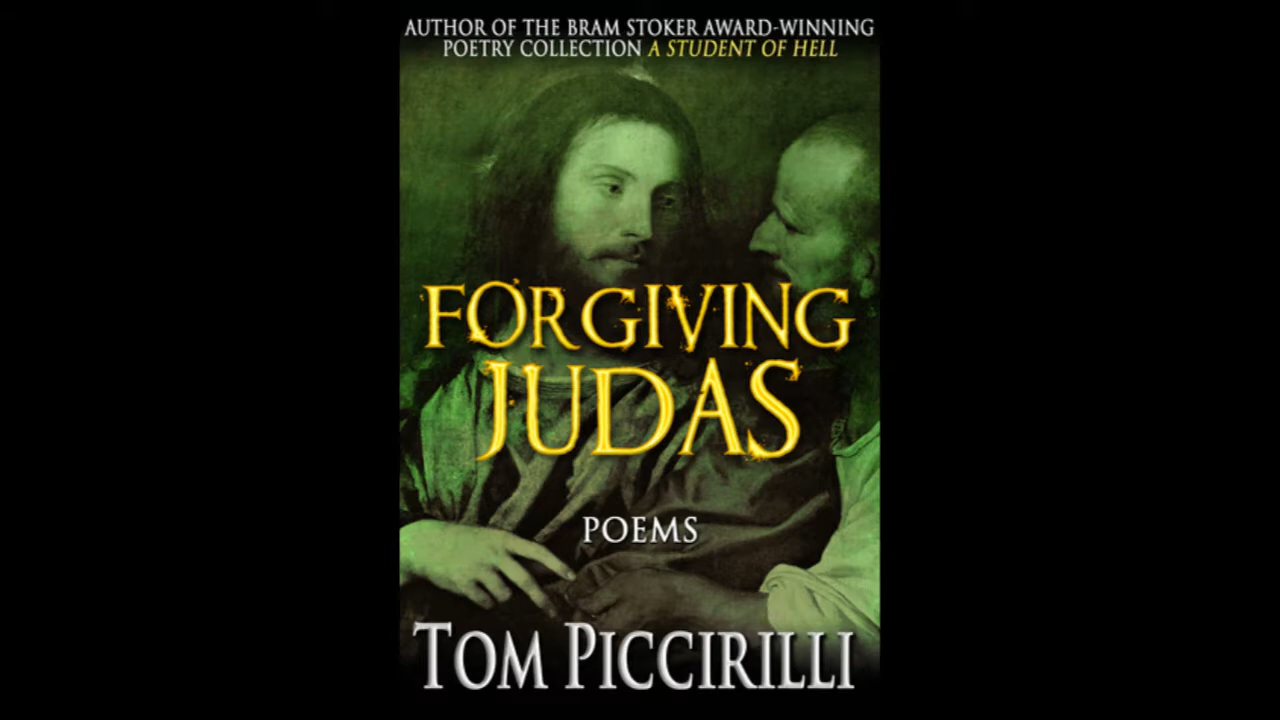 AUTHOR OF THE BRAM STOKER AWARD-WINNING
POETRY COLLECTION A STUDENT OF HELL
FORGIVING
JUDAS
POEMS
TOM PICCIRILLI